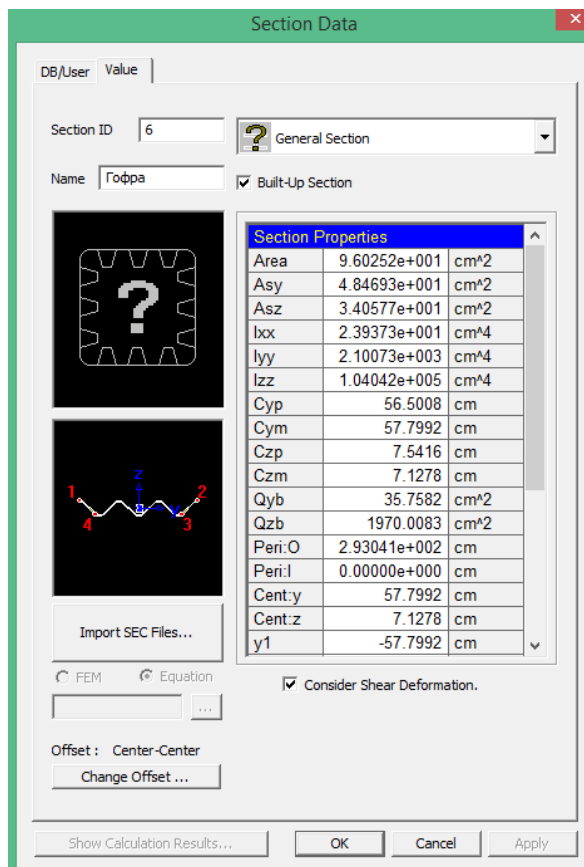 Section Data
DB/User Value
Section ID 6 General Section
Name Гофра Built-Up Section
?
Section Properties
Area 9.60252e+001 cm^2
Asy 4.84693e+001 cm^2
Asz 3.40577e+001 cm^2
Ixx 2.39373e+001 cm^4
Iyy 2.10073e+003 cm^4
Izz 1.04042e+005 cm^4
Cyp 56.5008 cm
Cym 57.7992 cm
Czp 7.5416 cm
Czm 7.1278 cm
Qyb 35.7582 cm^2
Qzb 1970.0083 cm^2
Peri:O 2.93041e+002 cm
Peri:I 0.00000e+000 cm
Cent:y 57.7992 cm
Cent:z 7.1278 cm
y1 -57.7992 cm
z
1 2
y
4 3
Import SEC Files...
FEM Equation
...
Consider Shear Deformation.
Offset : Center-Center
Change Offset ...
Show Calculation Results... OK Cancel Apply